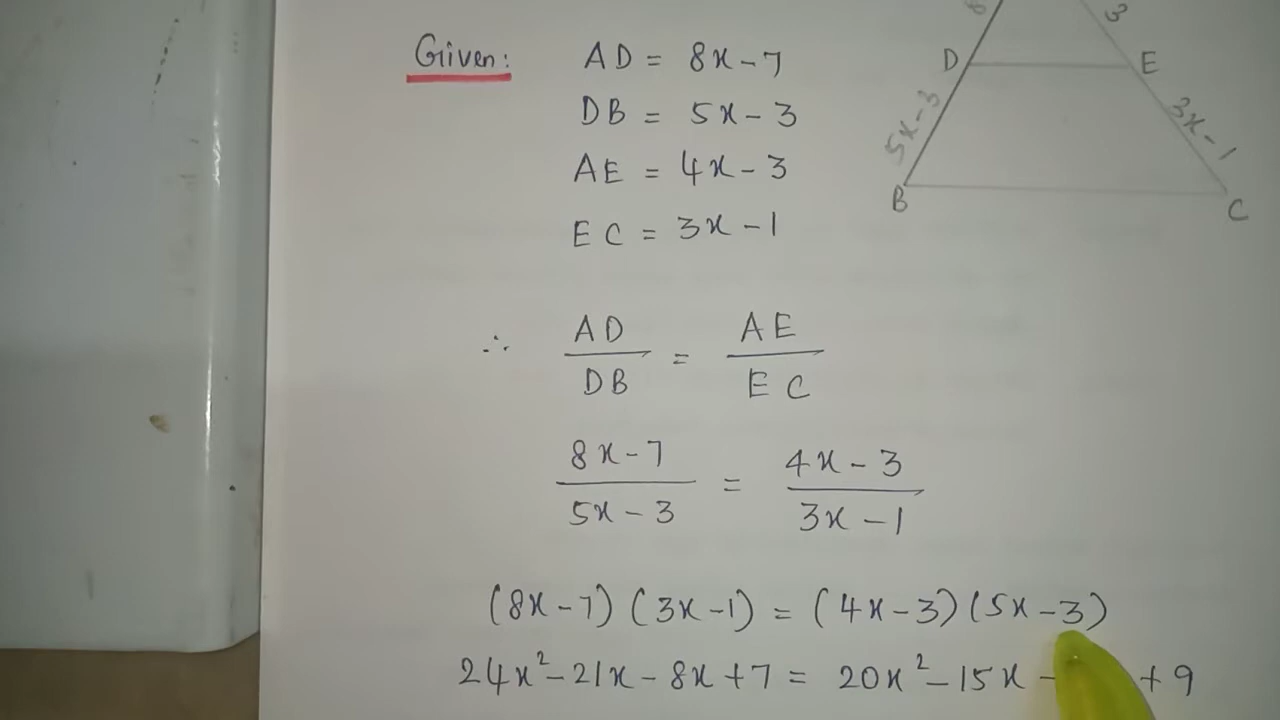 Given: AD = 8x - 7
DB = 5x - 3
AE = 4x - 3
EC = 3x - 1
∴ AD/DB = AE/EC
(8x - 7)/(5x - 3) = (4x - 3)/(3x - 1)
(8x - 7) (3x - 1) = (4x - 3) (5x - 3)
24x² - 21x - 8x + 7 = 20x² - 15x - + 9
3
D E
5x - 3 3x - 1
B C